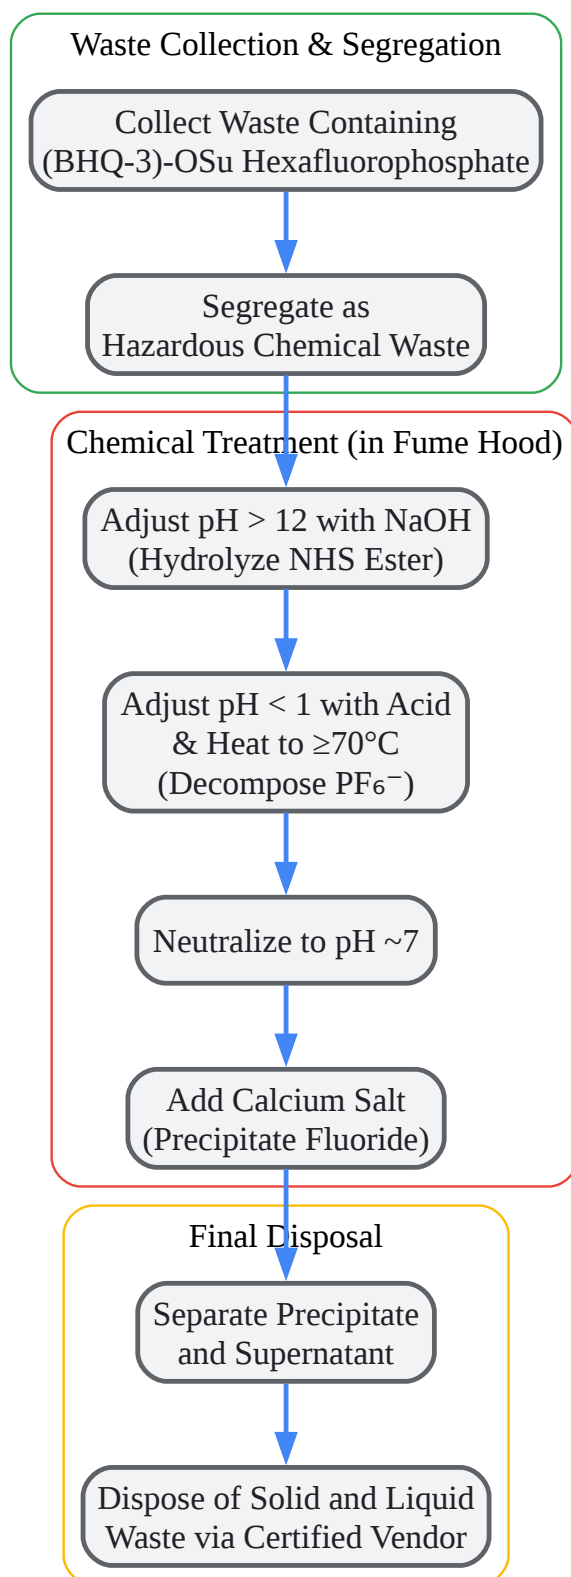 Waste Collection & Segregation
Collect Waste Containing
(BHQ-3)-OSu Hexafluorophosphate
Segregate as
Hazardous Chemical Waste
Chemical Treatment (in Fume Hood)
Adjust pH > 12 with NaOH
(Hydrolyze NHS Ester)
Adjust pH < 1 with Acid
& Heat to ≥70°C
(Decompose PF₆⁻)
Neutralize to pH ~7
Add Calcium Salt
(Precipitate Fluoride)
Final Disposal
Separate Precipitate
and Supernatant
Dispose of Solid and Liquid
Waste via Certified Vendor